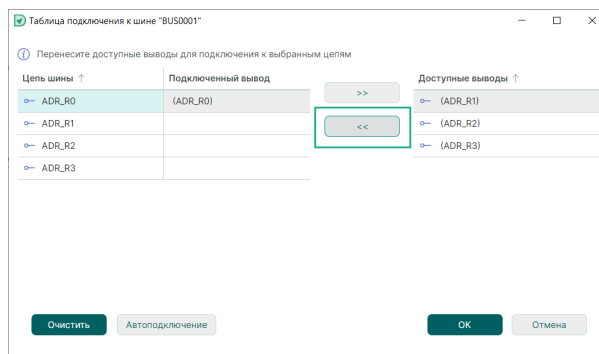 Таблица подключения к шине "BUS0001"
Перенесите доступные выводы для подключения к выбранным цепям
Цепь шины ↑ Подключенный вывод >> Доступные выводы ↑
ADR_R0 (ADR_R0) (ADR_R1)
ADR_R1 << (ADR_R2)
ADR_R2 (ADR_R3)
ADR_R3
Очистить Автоподключение ОК Отмена